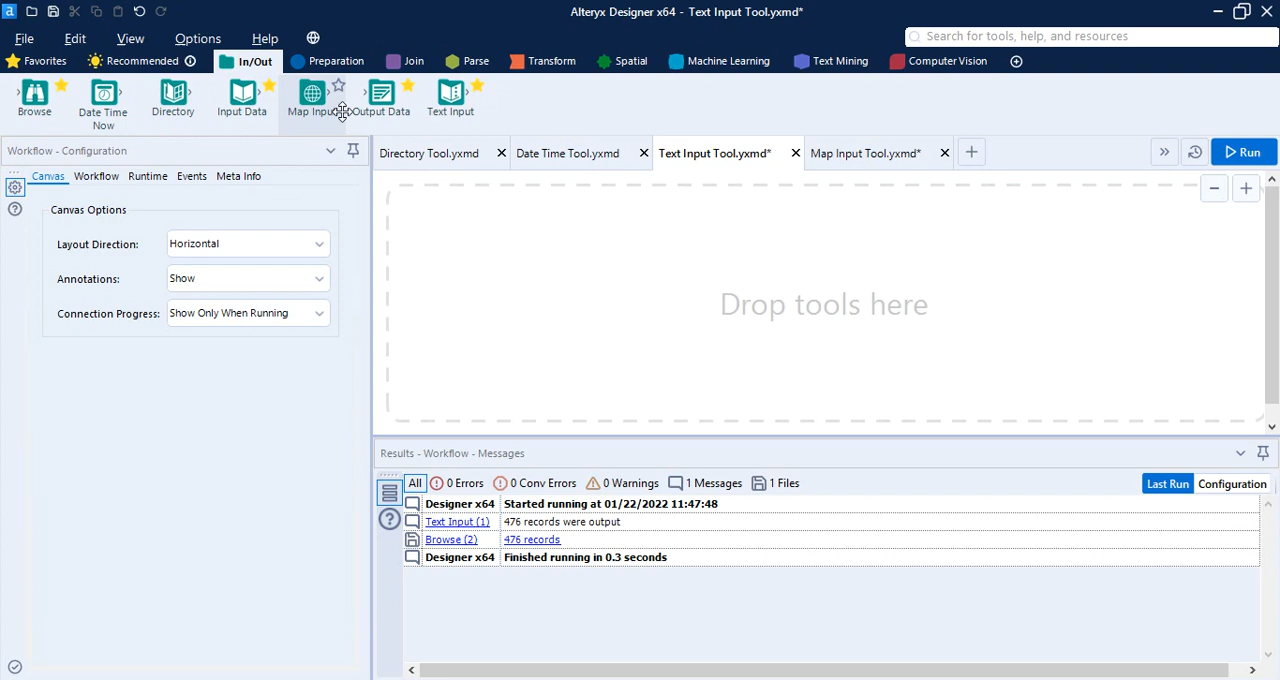 a Alteryx Designer x64 - Text Input Tool.yxmd*
File Edit View Options Help Search for tools, help, and resources
Favorites Recommended In/Out Preparation Join Parse Transform Spatial Machine Learning Text Mining Computer Vision
Browse Date Time Now Directory Input Data Map Input Output Data Text Input
Workflow - Configuration
Directory Tool.yxmd Date Time Tool.yxmd Text Input Tool.yxmd* Map Input Tool.yxmd* Run
Canvas Workflow Runtime Events Meta Info
Canvas Options
Layout Direction: Horizontal
Annotations: Show
Connection Progress: Show Only When Running
Drop tools here
Results - Workflow - Messages
All 0 Errors 0 Conv Errors 0 Warnings 1 Messages 1 Files Last Run Configuration
Designer x64 Started running at 01/22/2022 11:47:48
Text Input (1) 476 records were output
Browse (2) 476 records
Designer x64 Finished running in 0.3 seconds